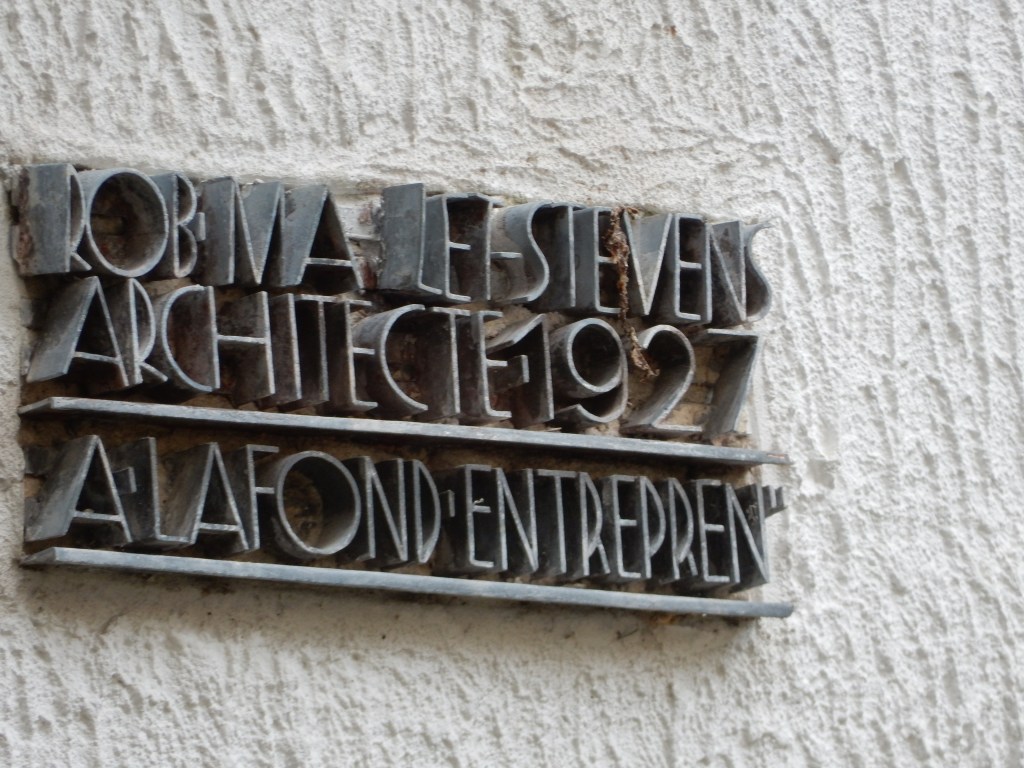 ROB-MALLET-STEVENS
ARCHITECTE-1927
A-LAFOND-ENTREPREN"